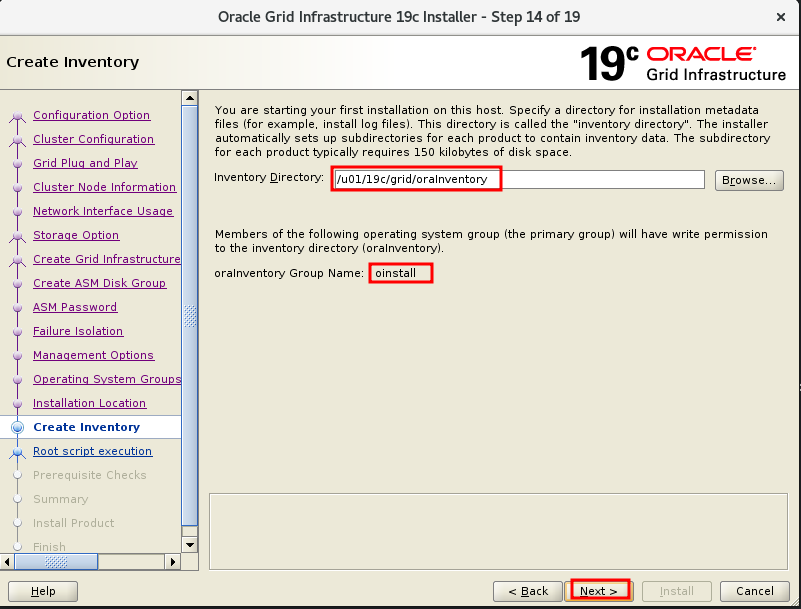 Oracle Grid Infrastructure 19c Installer - Step 14 of 19
Create Inventory
19c ORACLE
Grid Infrastructure
Configuration Option
Cluster Configuration
Grid Plug and Play
Cluster Node Information
Network Interface Usage
Storage Option
Create Grid Infrastructure
Create ASM Disk Group
ASM Password
Failure Isolation
Management Options
Operating System Groups
Installation Location
Create Inventory
Root script execution
Prerequisite Checks
Summary
Install Product
Finish
You are starting your first installation on this host. Specify a directory for installation metadata
files (for example, install log files). This directory is called the "inventory directory". The installer
automatically sets up subdirectories for each product to contain inventory data. The subdirectory
for each product typically requires 150 kilobytes of disk space.
Inventory Directory: /u01/19c/grid/oraInventory Browse...
Members of the following operating system group (the primary group) will have write permission
to the inventory directory (oraInventory).
oraInventory Group Name: oinstall
Help < Back Next > Install Cancel